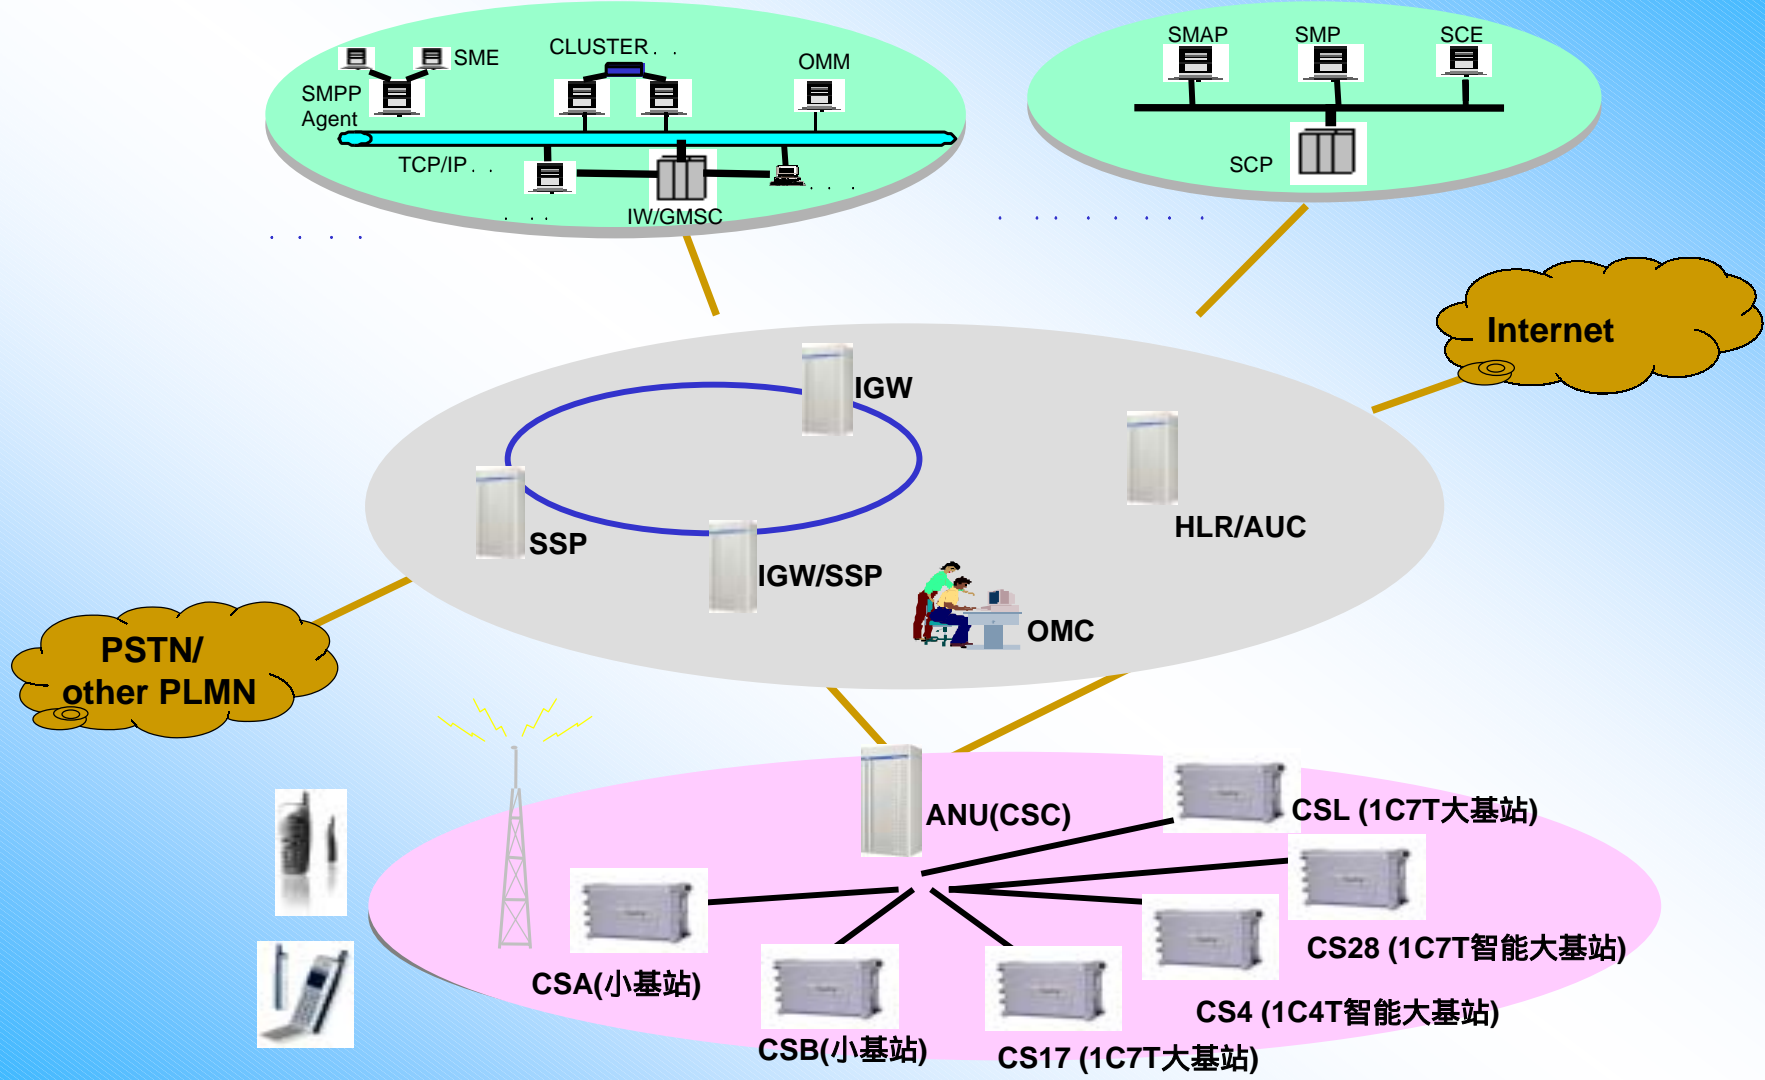 SME
CLUSTER
OMM
SMPP
Agent
TCP/IP
IW/GMSC
SMAP
SMP
SCE
SCP
Internet
IGW
SSP
IGW/SSP
HLR/AUC
OMC
PSTN/
other PLMN
ANU(CSC)
CSL (1C7T大基站)
CS28 (1C7T智能大基站)
CSA(小基站)
CS4 (1C4T智能大基站)
CSB(小基站)
CS17 (1C7T大基站)